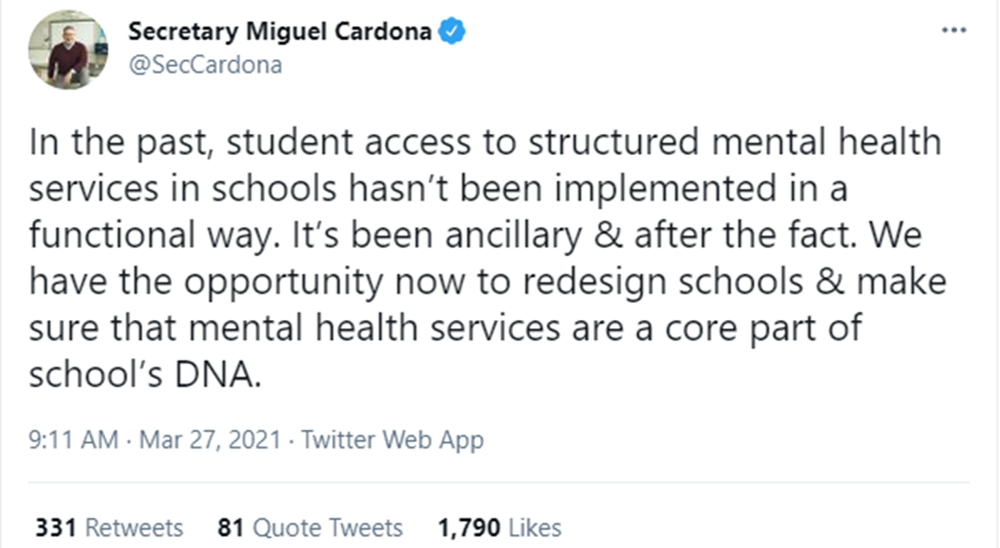 Secretary Miguel Cardona
@SecCardona
In the past, student access to structured mental health
services in schools hasn't been implemented in a
functional way. It's been ancillary & after the fact. We
have the opportunity now to redesign schools & make
sure that mental health services are a core part of
school's DNA.
9:11 AM · Mar 27, 2021 · Twitter Web App
331 Retweets 81 Quote Tweets 1,790 Likes